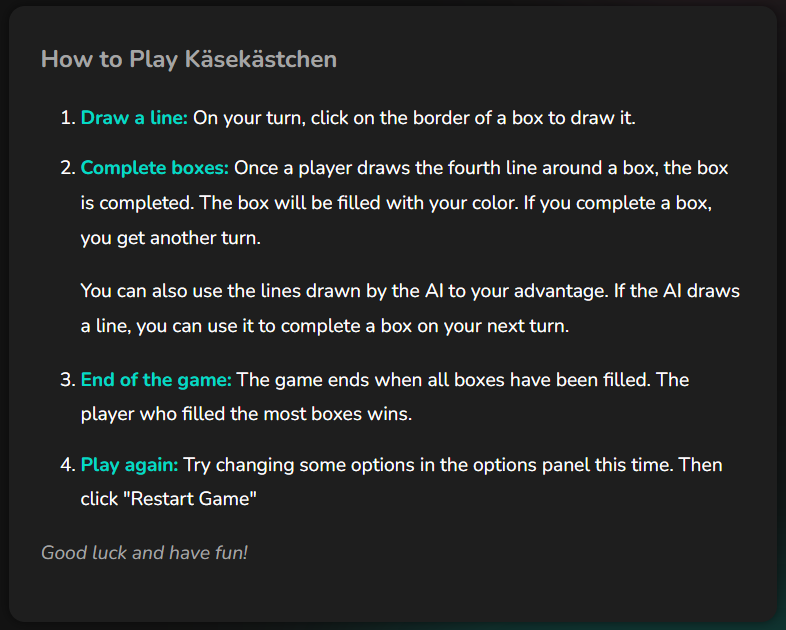 How to Play Käsekästchen
1. Draw a line: On your turn, click on the border of a box to draw it.
2. Complete boxes: Once a player draws the fourth line around a box, the box
is completed. The box will be filled with your color. If you complete a box,
you get another turn.
You can also use the lines drawn by the AI to your advantage. If the AI draws
a line, you can use it to complete a box on your next turn.
3. End of the game: The game ends when all boxes have been filled. The
player who filled the most boxes wins.
4. Play again: Try changing some options in the options panel this time. Then
click "Restart Game"
Good luck and have fun!